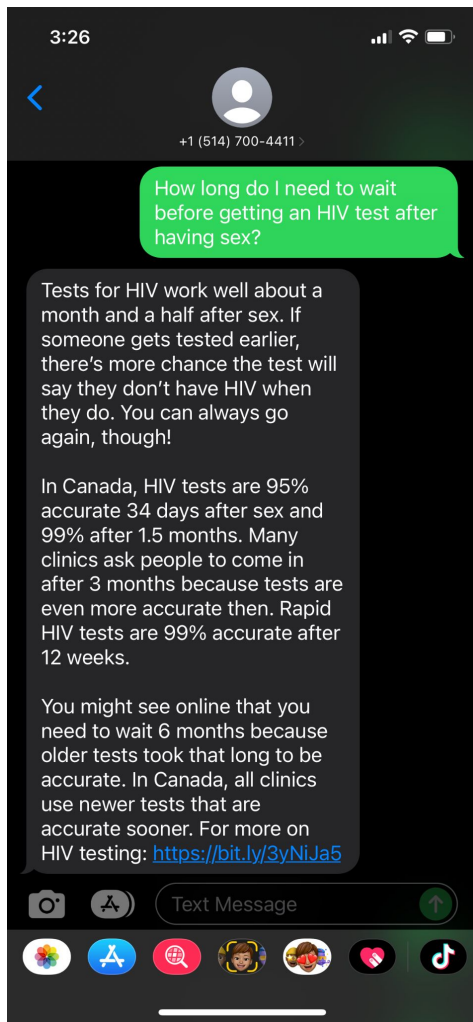 3:26
+1 (514) 700-4411
How long do I need to wait
before getting an HIV test after
having sex?
Tests for HIV work well about a
month and a half after sex. If
someone gets tested earlier,
there's more chance the test will
say they don't have HIV when
they do. You can always go
again, though!
In Canada, HIV tests are 95%
accurate 34 days after sex and
99% after 1.5 months. Many
clinics ask people to come in
after 3 months because tests are
even more accurate then. Rapid
HIV tests are 99% accurate after
12 weeks.
You might see online that you
need to wait 6 months because
older tests took that long to be
accurate. In Canada, all clinics
use newer tests that are
accurate sooner. For more on
HIV testing: https://bit.ly/3yNiJa5
Text Message